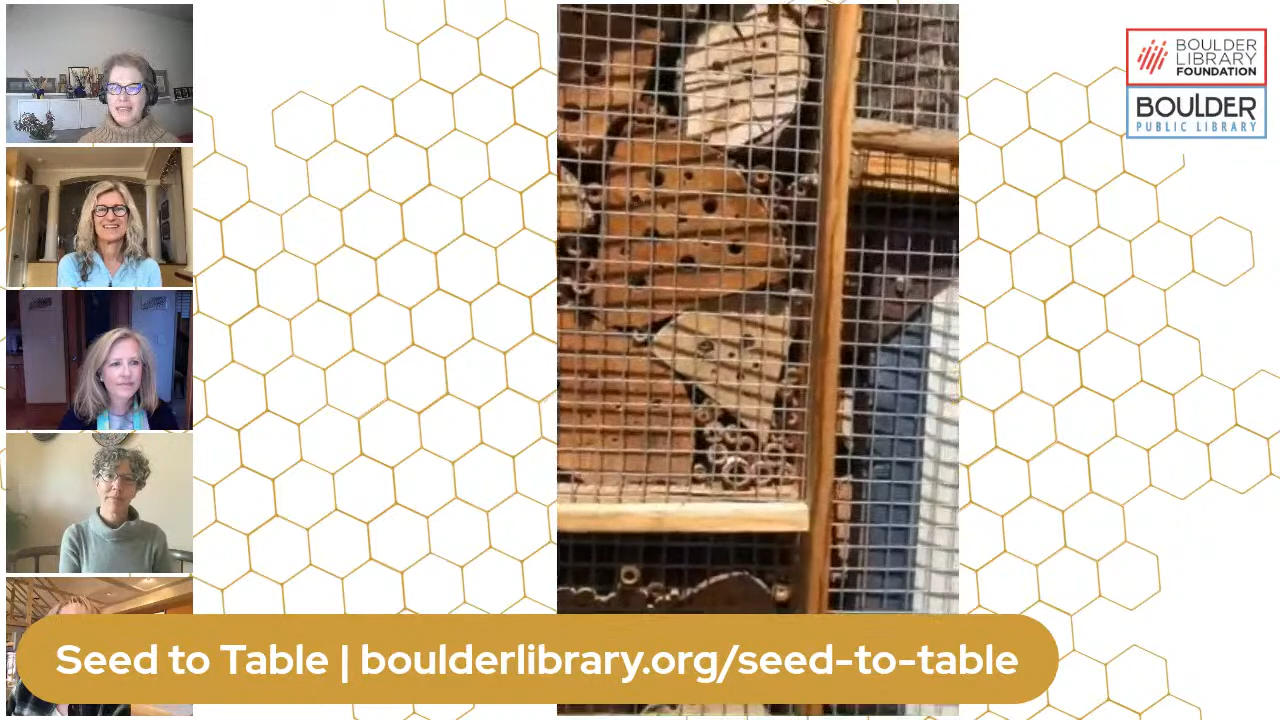 BOULDER
LIBRARY
FOUNDATION
BOULDER
PUBLIC LIBRARY
Seed to Table | boulderlibrary.org/seed-to-table